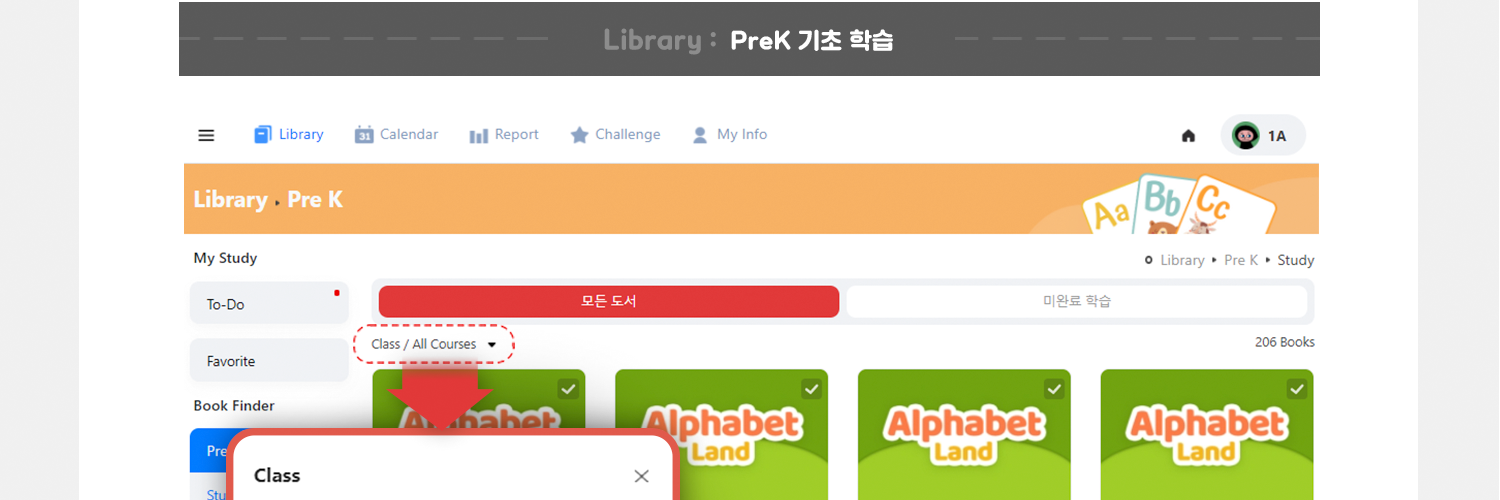 Library : PreK 기초 학습
Library
31
Calendar
Report
Challenge
My Info
1A
Library ▸ Pre K
Aa
Bb
Cc
My Study
Library ▸ Pre K ▸ Study
To-Do
모든 도서
미완료 학습
Class / All Courses
206 Books
Favorite
Book Finder
Alphabet
Alphabet
Land
Alphabet
Land
Alphabet
Land
Pre
Class
Stu